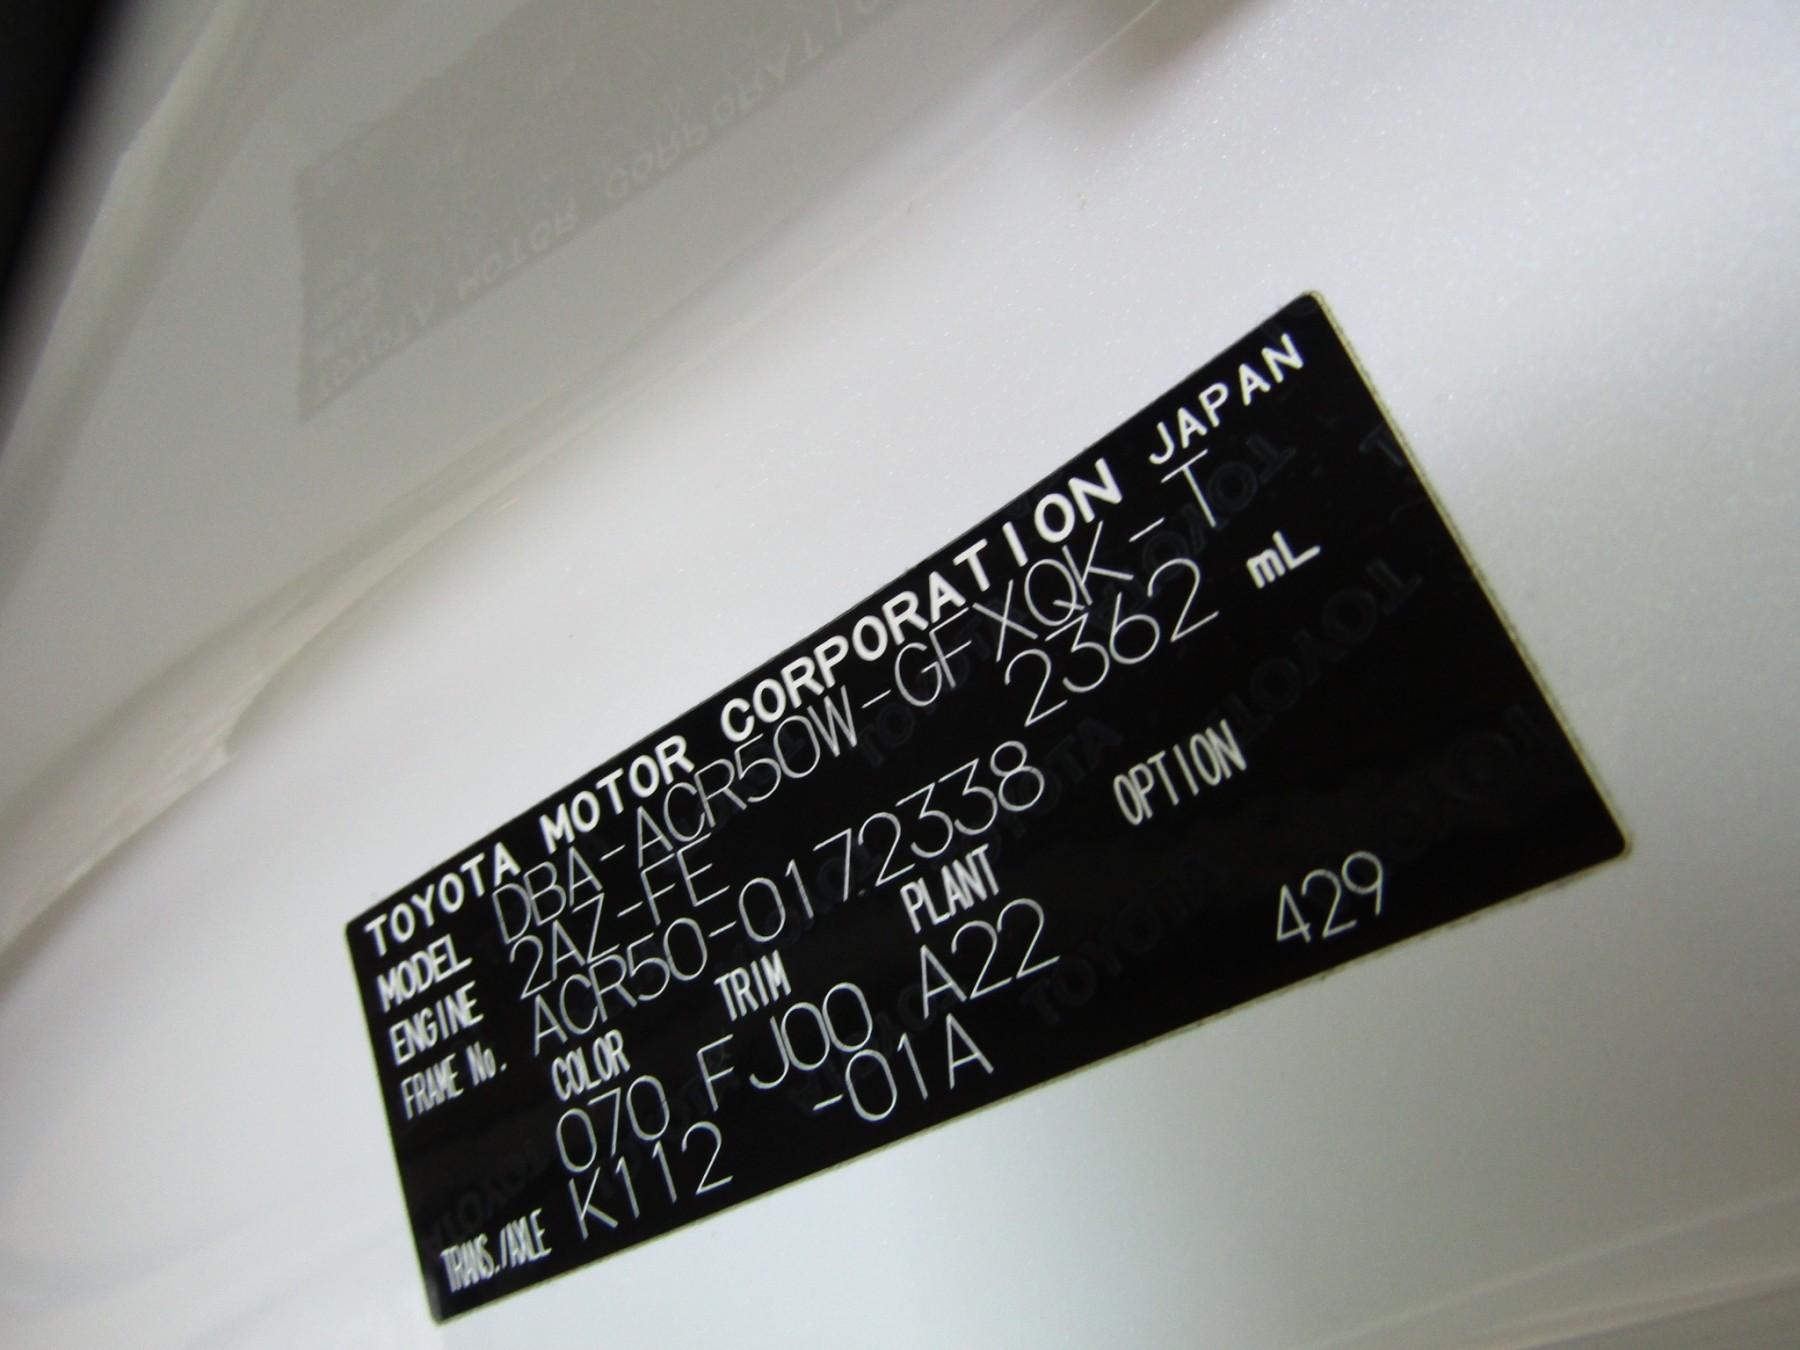 TOYOTA MOTOR CORPORATION JAPAN
MODEL DBA-ACR50W-GFXQK-T
ENGINE 2AZ-FE 2362 mL
FRAME No. ACR50-0172338
COLOR TRIM PLANT OPTION
070 FJ00 A22 429
TRANS./AXLE K112 -01A